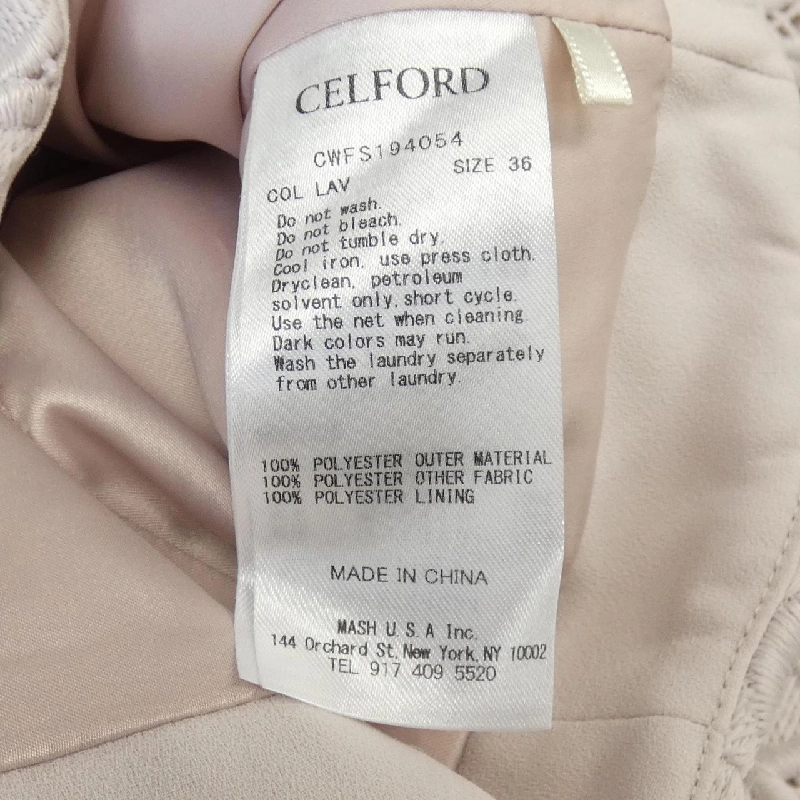 CELFORD
CWFS194054
SIZE 36
COL LAV
Do not wash.
Do not bleach.
Do not tumble dry.
Cool iron, use press cloth.
Dryclean, petroleum
solvent only, short cycle.
Use the net when cleaning
Dark colors may run.
Wash the laundry separately
from other laundry.
100% POLYESTER OUTER MATERIAL
100% POLYESTER OTHER FABRIC
100% POLYESTER LINING
MADE IN CHINA
MASH U.S.A Inc.
144 Orchard St. New York, NY 10002
TEL 917 409 5520